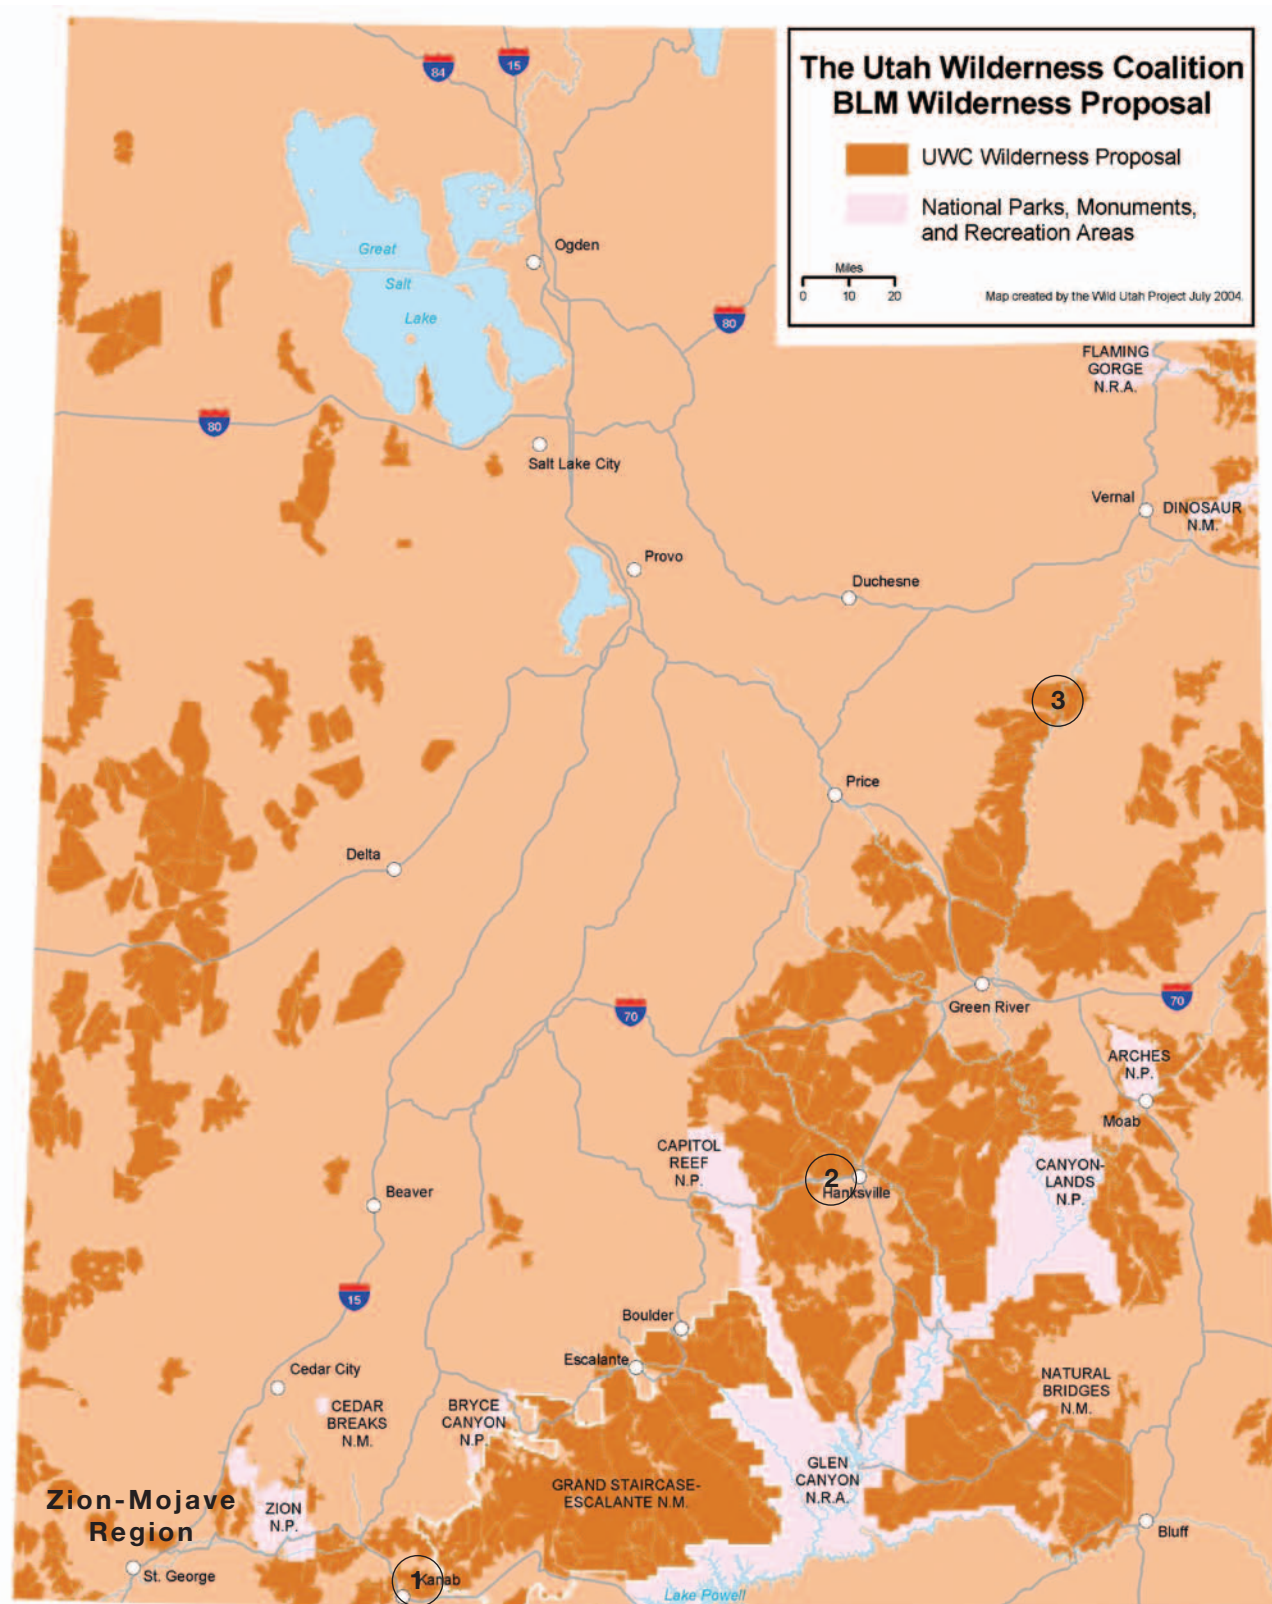 The Utah Wilderness Coalition
BLM Wilderness Proposal
UWC Wilderness Proposal
National Parks, Monuments,
and Recreation Areas
Miles
0 10 20
Map created by the Wild Utah Project July 2004.
84
15
Great
Salt
Lake
Ogden
80
FLAMING
GORGE
N.R.A.
80
Salt Lake City
Vernal
DINOSAUR
N.M.
Provo
Duchesne
3
Price
Delta
Green River
70
70
ARCHES
N.P.
Moab
CAPITOL
REEF
N.P.
CANYON-
LANDS
N.P.
2
Hanksville
Beaver
15
Boulder
Escalante
Cedar City
CEDAR
BREAKS
N.M.
BRYCE
CANYON
N.P.
NATURAL
BRIDGES
N.M.
GRAND STAIRCASE-
ESCALANTE N.M.
GLEN
CANYON
N.R.A.
Zion-Mojave
Region
ZION
N.P.
Bluff
St. George
1
Kanab
Lake Powell